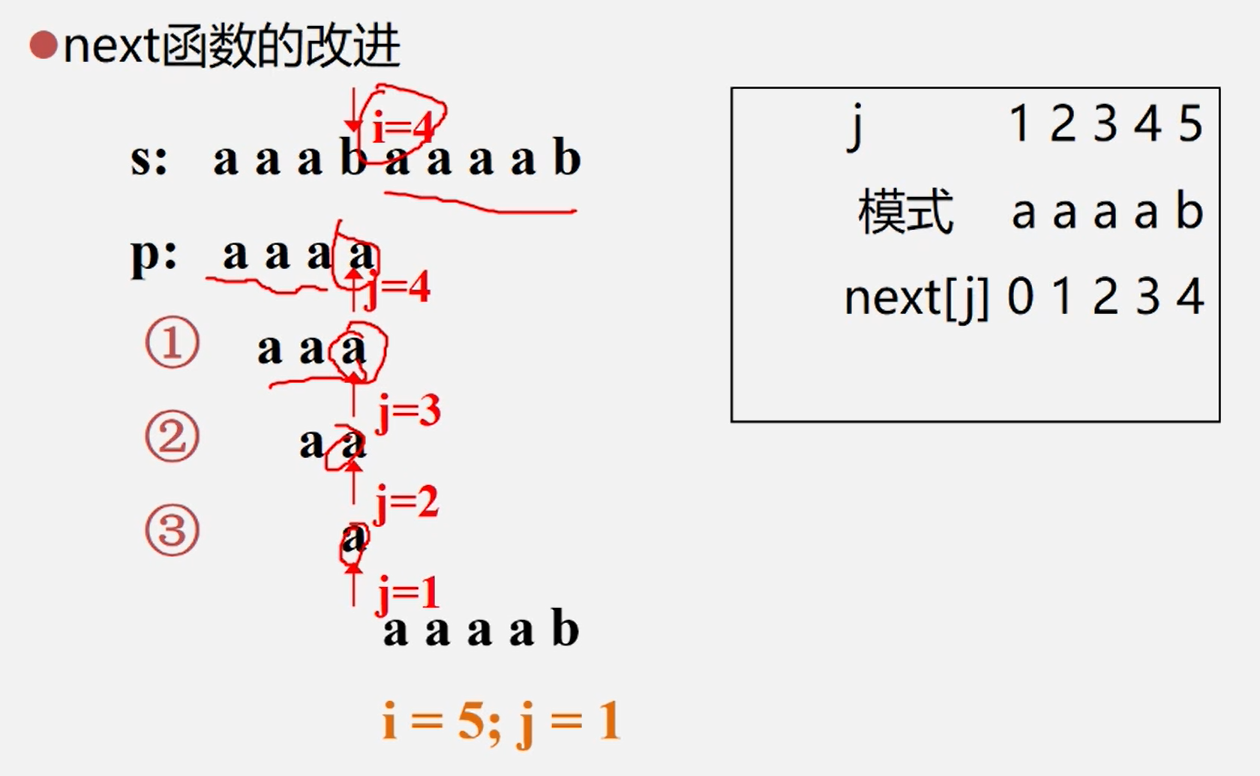 ●next函数的改进
i=4
s: a a a b a a a a b
p: a a a a
j=4
① a a a
j=3
② a a
j=2
③ a
j=1
a a a a b
i = 5; j = 1
j 1 2 3 4 5
模式 a a a a b
next[j] 0 1 2 3 4